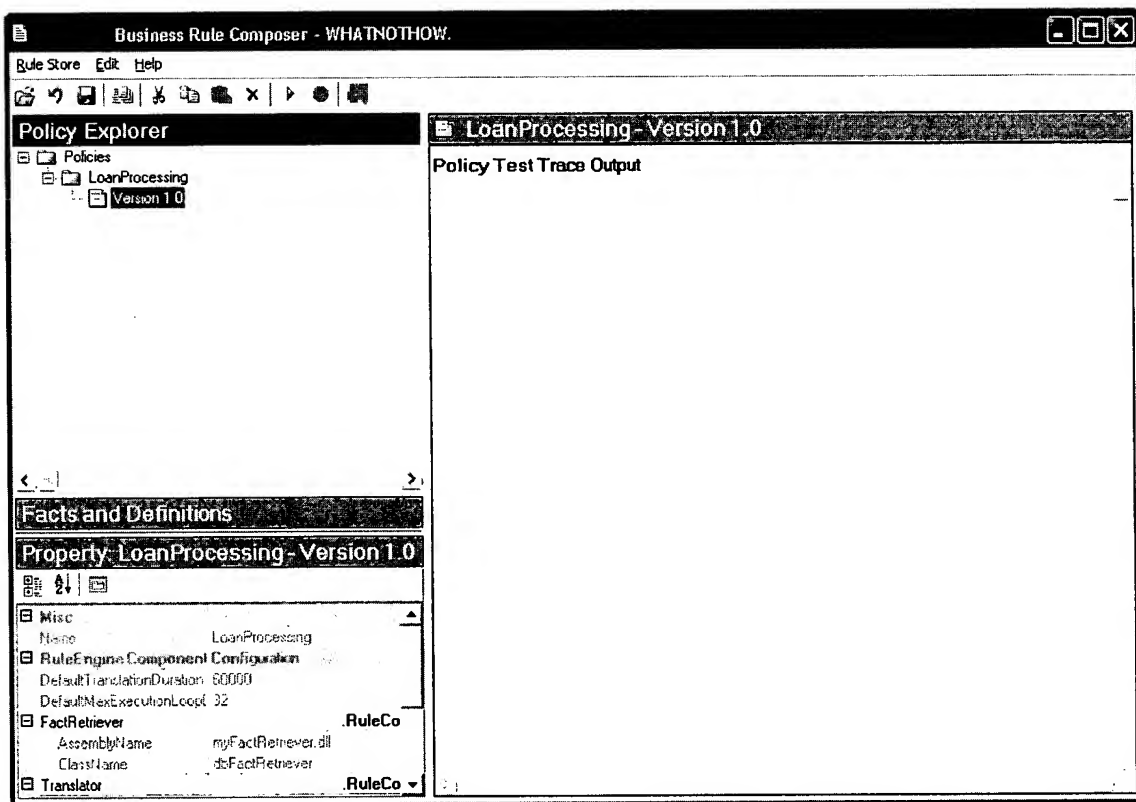 Business Rule Composer - WHATNOTHOW.
Rule Store Edit Help
Policy Explorer
Policies
LoanProcessing
Version 1.0
Facts and Definitions
Property: LoanProcessing - Version 1.0
Misc
Name LoanProcessing
RuleEngine Component Configuration
DefaultTranslationDuration 60000
DefaultMaxExecutionLoopl 32
FactRetriever .RuleCo
AssemblyName myFactRetriever.dll
ClassName dbFactRetriever
Translator .RuleCo
LoanProcessing - Version 1.0
Policy Test Trace Output